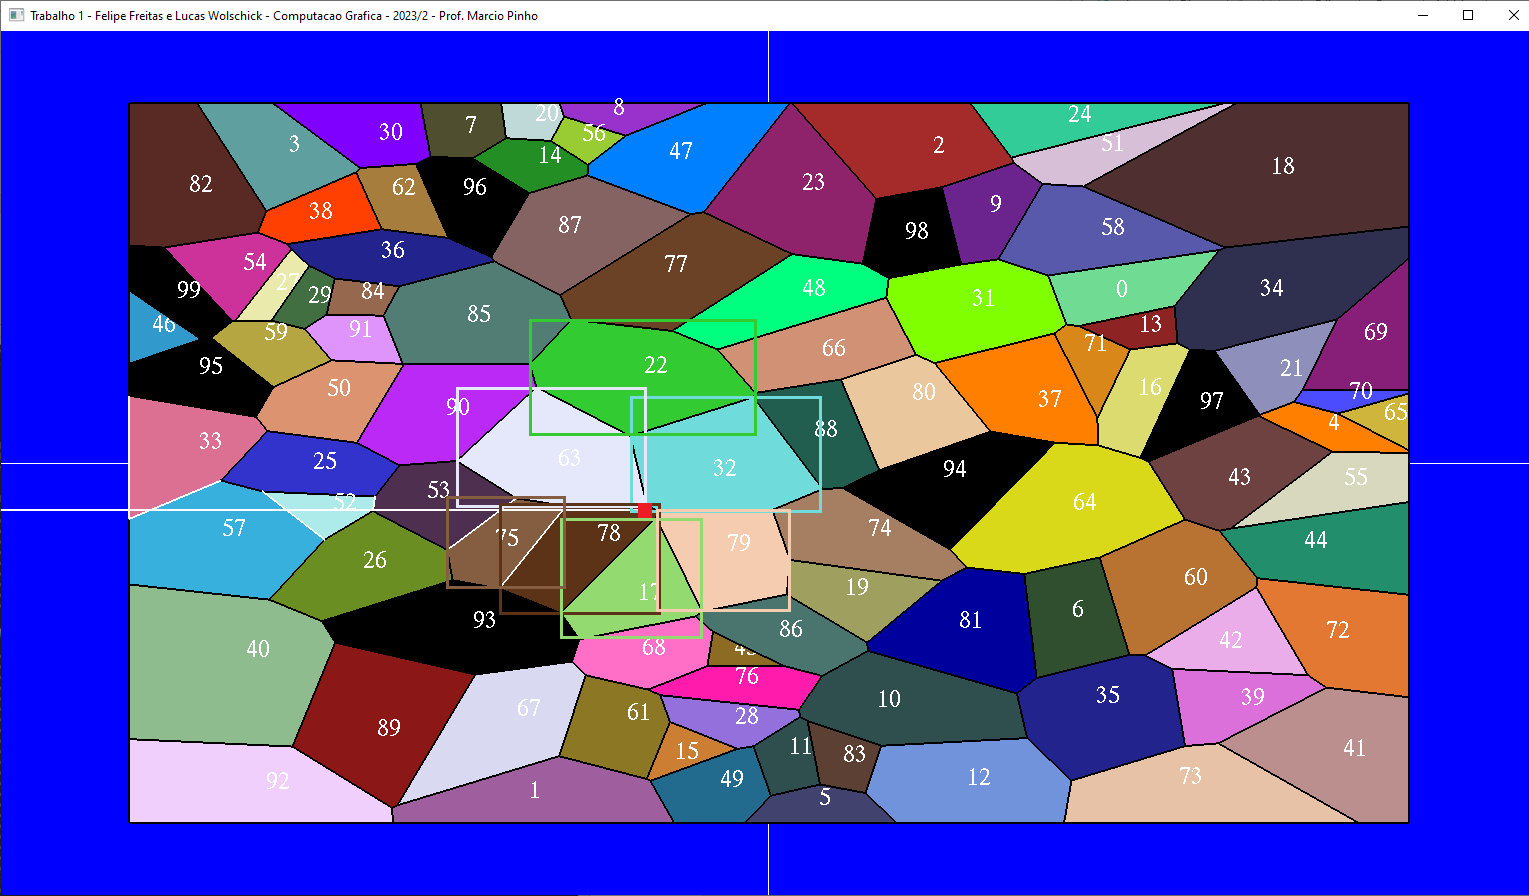 Trabalho 1 - Felipe Freitas e Lucas Wolschick - Computacao Grafica - 2023/2 - Prof. Marcio Pinho
20 8 24
30 7 56 2 51
3 14 47 18
82 62 96 23
38 87 9 98 58
36
54 77
27 99 29 84 48 31 0 34
46 59 91 85 13 69
95 22 66 71 21
50 90 80 37 16 97 70
33 88 4 65
25 63 32 94 43 55
53 52 64
57 75 78 79 74 44
26 17 19 60
93 81 6
40 68 86 42 72
76
67 61 28 10 35 39
89 15 11 83 41
92 49 12 73
1 5